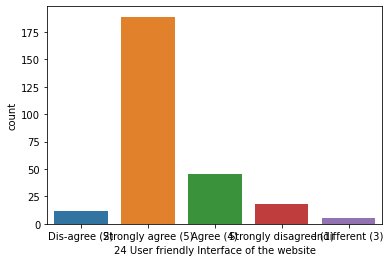 175
150
125
100
75
50
25
0
count
Dis-agree (2) Strongly agree (5) Agree (4) Strongly disagree (1) Indifferent (3)
24 User friendly Interface of the website